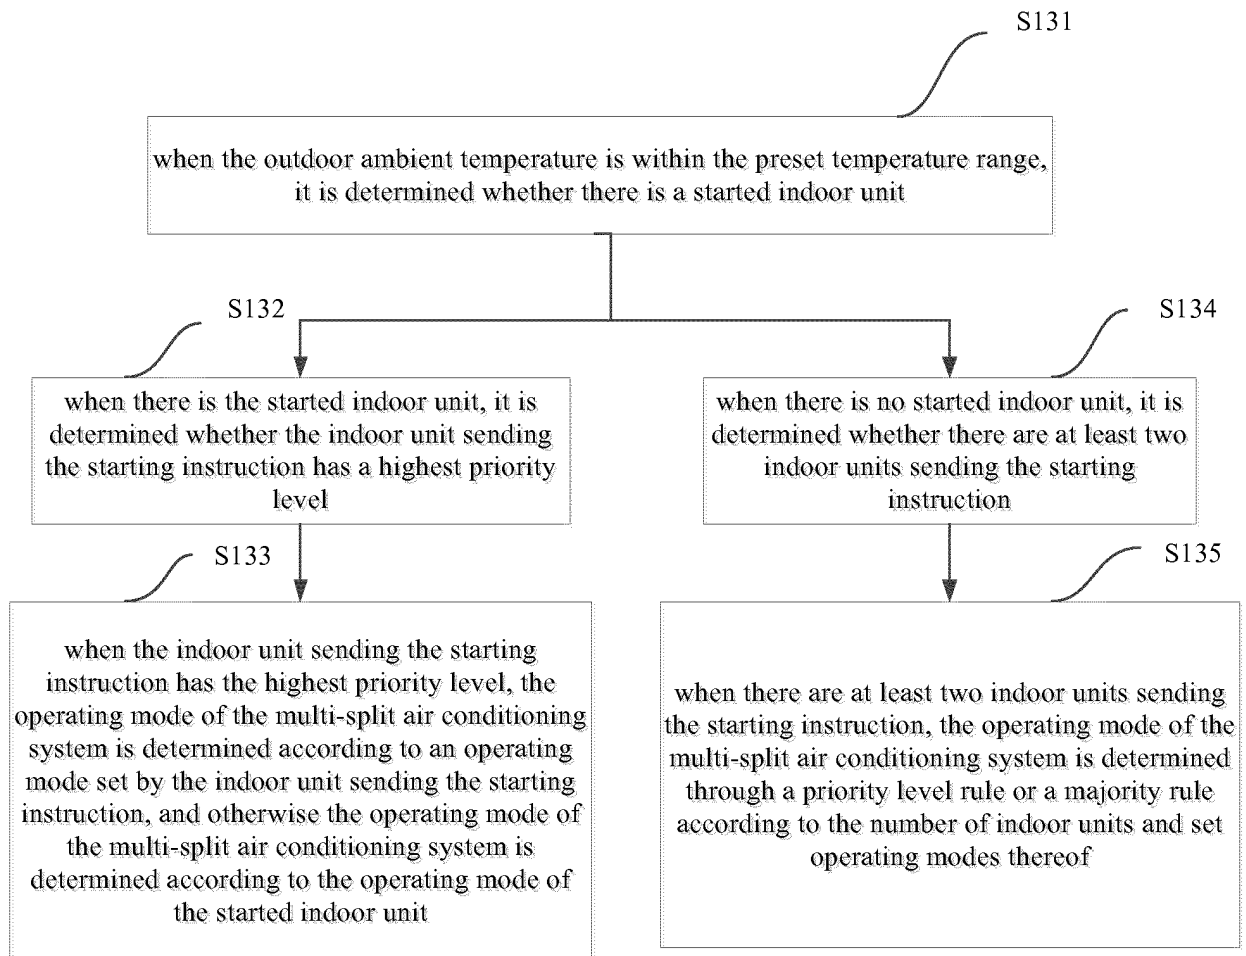 S131
when the outdoor ambient temperature is within the preset temperature range,
it is determined whether there is a started indoor unit
S132
when there is the started indoor unit, it is
determined whether the indoor unit sending
the starting instruction has a highest priority
level
S134
when there is no started indoor unit, it is
determined whether there are at least two
indoor units sending the starting
instruction
S133
when the indoor unit sending the starting
instruction has the highest priority level, the
operating mode of the multi-split air conditioning
system is determined according to an operating
mode set by the indoor unit sending the starting
instruction, and otherwise the operating mode of
the multi-split air conditioning system is
determined according to the operating mode of
the started indoor unit
S135
when there are at least two indoor units sending
the starting instruction, the operating mode of the
multi-split air conditioning system is determined
through a priority level rule or a majority rule
according to the number of indoor units and set
operating modes thereof